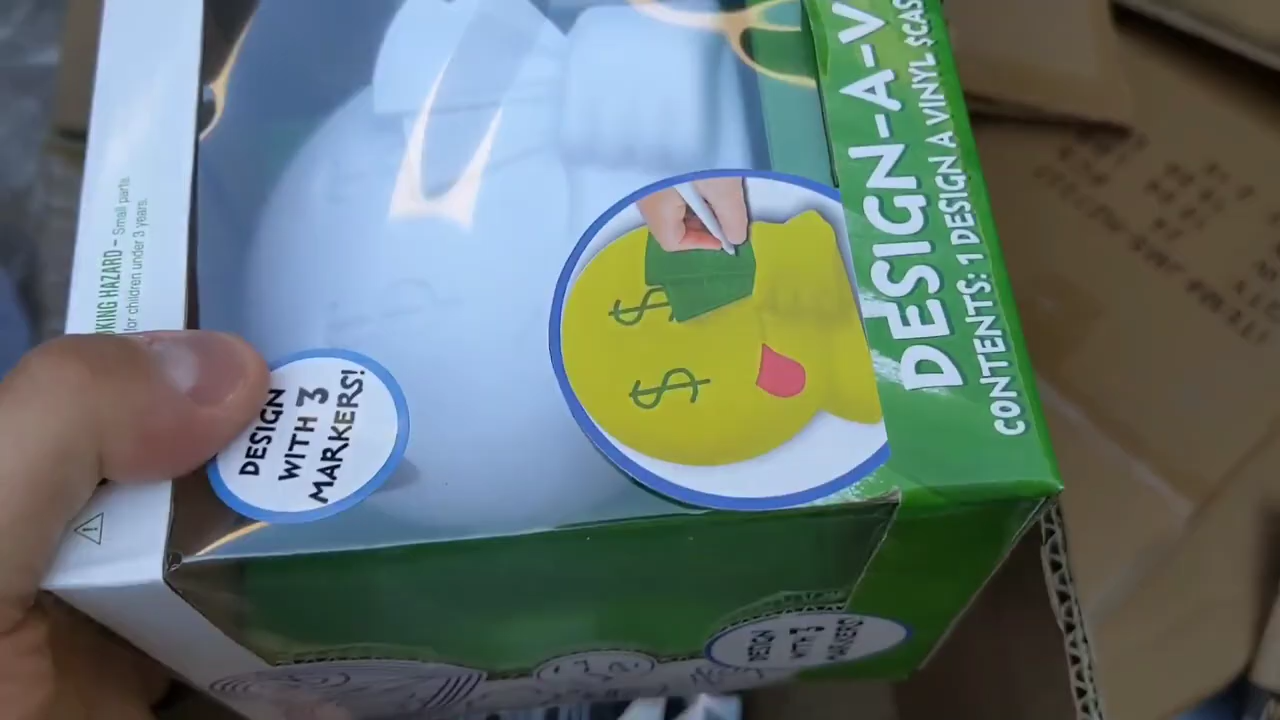 DESIGN-A-V
CONTENTS: 1 DESIGN A VINYL $CAS
$
$
DESIGN
WITH 3
MARKERS!
KING HAZARD – Small parts.
for children under 3 years.
DESIGN
WITH 3
MARKERS